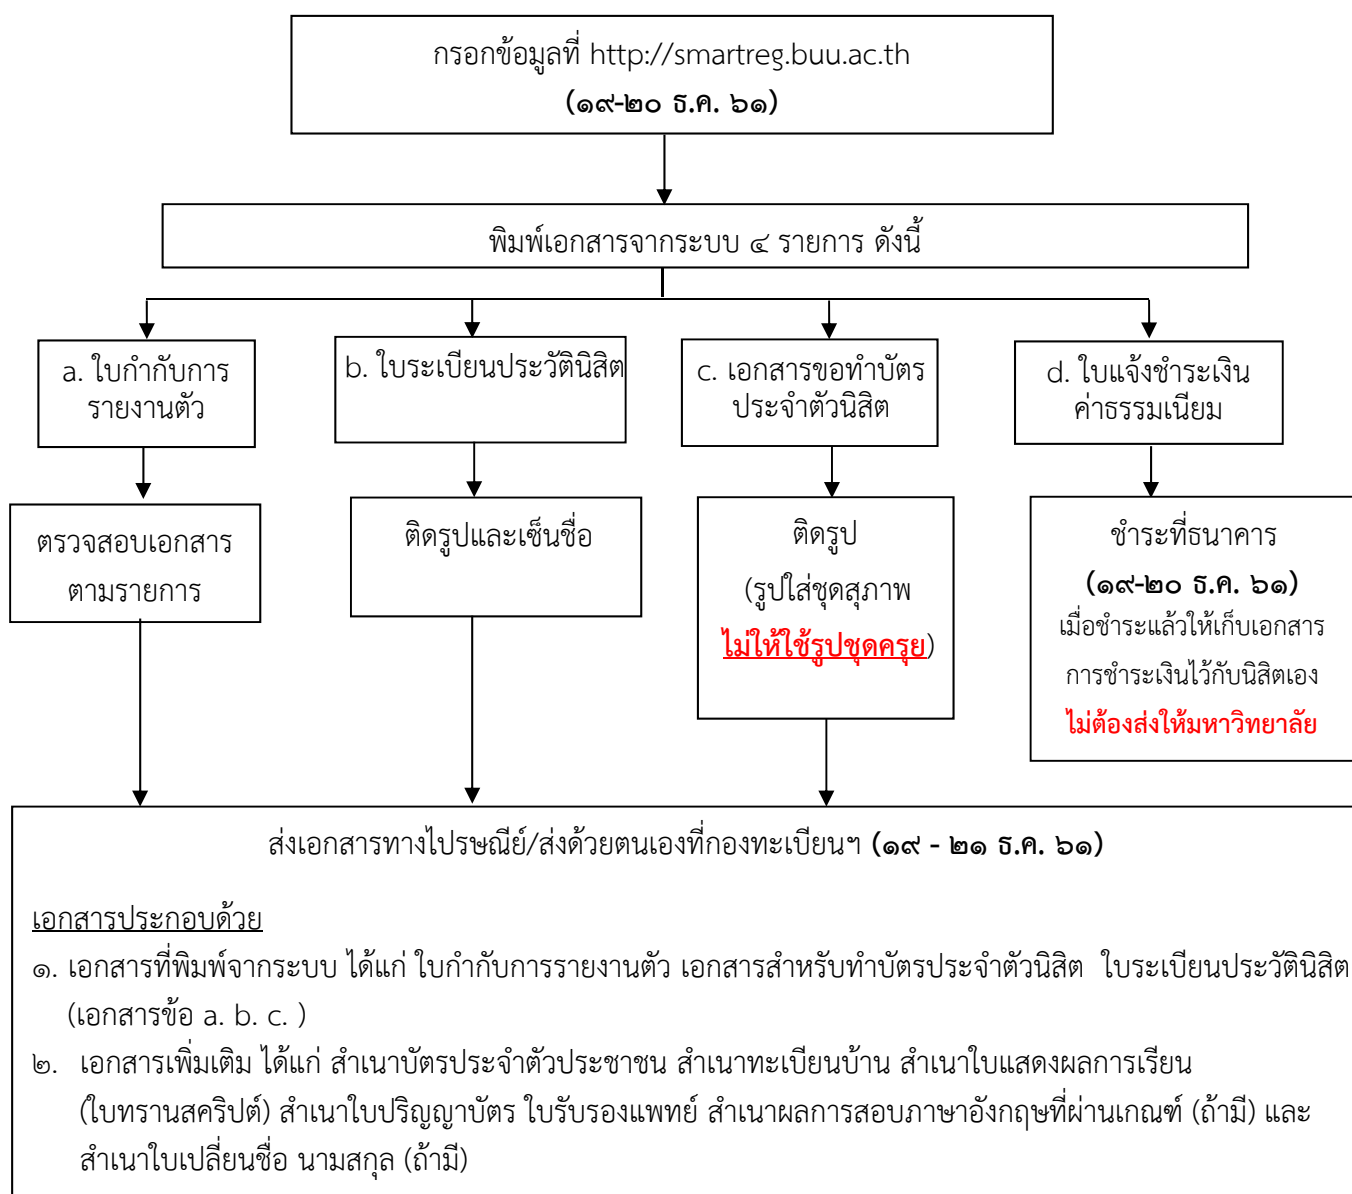 กรอกข้อมูลที่ http://smartreg.buu.ac.th
(๑๙-๒๐ ธ.ค. ๖๑)
พิมพ์เอกสารจากระบบ ๔ รายการ ดังนี้
a. ใบกำกับการ
รายงานตัว
b. ใบระเบียนประวัตินิสิต
c. เอกสารขอทำบัตร
ประจำตัวนิสิต
d. ใบแจ้งชำระเงิน
ค่าธรรมเนียม
ตรวจสอบเอกสาร
ตามรายการ
ติดรูปและเซ็นชื่อ
ติดรูป
(รูปใส่ชุดสุภาพ
ไม่ให้ใช้รูปชุดครุย)
ชำระที่ธนาคาร
(๑๙-๒๐ ธ.ค. ๖๑)
เมื่อชำระแล้วให้เก็บเอกสาร
การชำระเงินไว้กับนิสิตเอง
ไม่ต้องส่งให้มหาวิทยาลัย
ส่งเอกสารทางไปรษณีย์/ส่งด้วยตนเองที่กองทะเบียนฯ (๑๙ - ๒๑ ธ.ค. ๖๑)
เอกสารประกอบด้วย
๑. เอกสารที่พิมพ์จากระบบ ได้แก่ ใบกำกับการรายงานตัว เอกสารสำหรับทำบัตรประจำตัวนิสิต ใบระเบียนประวัตินิสิต
(เอกสารข้อ a. b. c. )
๒. เอกสารเพิ่มเติม ได้แก่ สำเนาบัตรประจำตัวประชาชน สำเนาทะเบียนบ้าน สำเนาใบแสดงผลการเรียน
(ใบทรานสคริปต์) สำเนาใบปริญญาบัตร ใบรับรองแพทย์ สำเนาผลการสอบภาษาอังกฤษที่ผ่านเกณฑ์ (ถ้ามี) และ
สำเนาใบเปลี่ยนชื่อ นามสกุล (ถ้ามี)